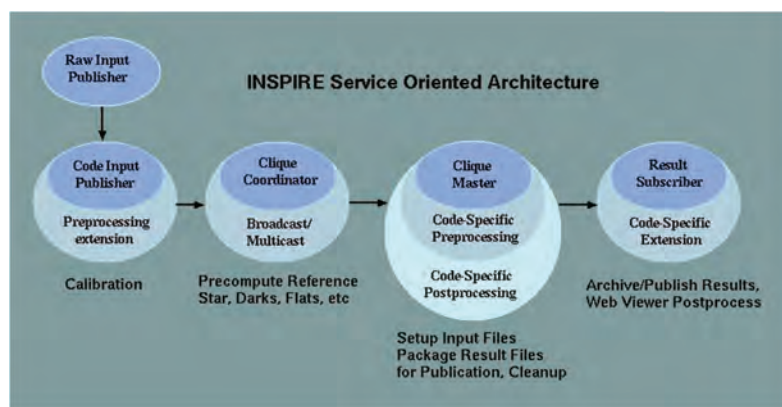 Raw Input
Publisher
INSPIRE Service Oriented Architecture
Code Input
Publisher
Preprocessing
extension
Calibration
Clique
Coordinator
Broadcast/
Multicast
Precompute Reference
Star, Darks, Flats, etc
Clique
Master
Code-Specific
Preprocessing
Code-Specific
Postprocessing
Setup Input Files
Package Result Files
for Publication, Cleanup
Result
Subscriber
Code-Specific
Extension
Archive/Publish Results,
Web Viewer Postprocess